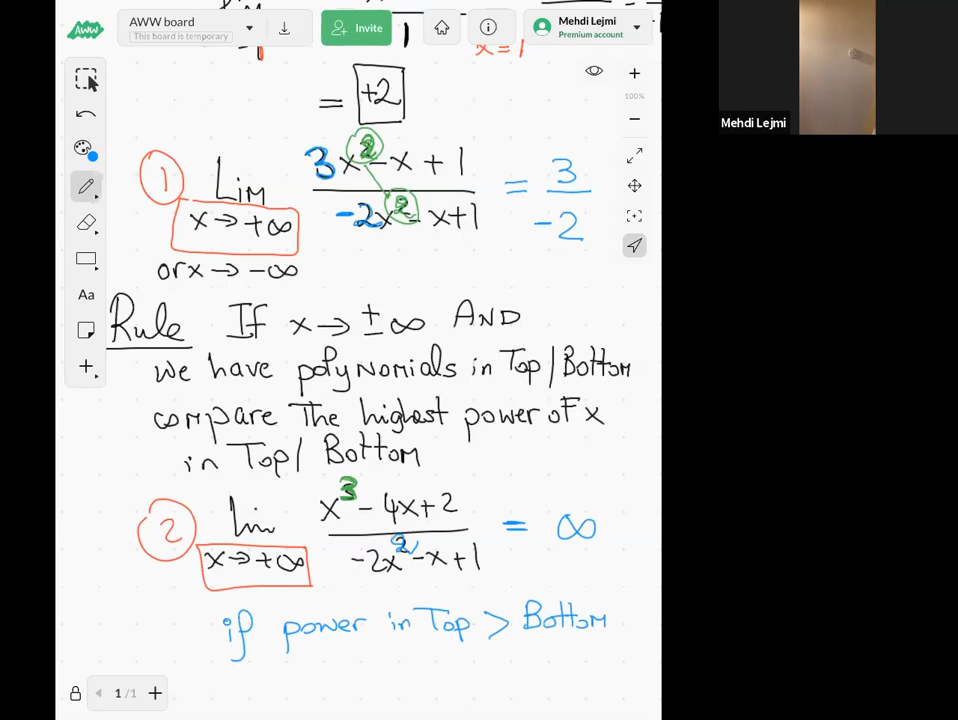 AWW board
This board is temporary
Invite
Mehdi Lejmi
Premium account
1
x = 1
= +2
Mehdi Lejmi
100%
① Lim x→+∞ 3x² - x + 1 / -2x² - x + 1 = 3 / -2
or x → -∞
Rule If x → ± ∞ AND
we have polynomials in Top / Bottom
compare The highest power of x
in Top / Bottom
② Lim x→+∞ x³ - 4x + 2 / -2x² - x + 1 = ∞
if power in Top > Bottom
Aa
1 / 1